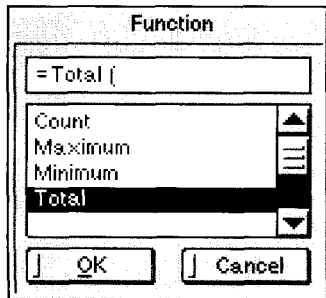 Function
=Total (
Count
Maximum
Minimum
Total
OK
Cancel